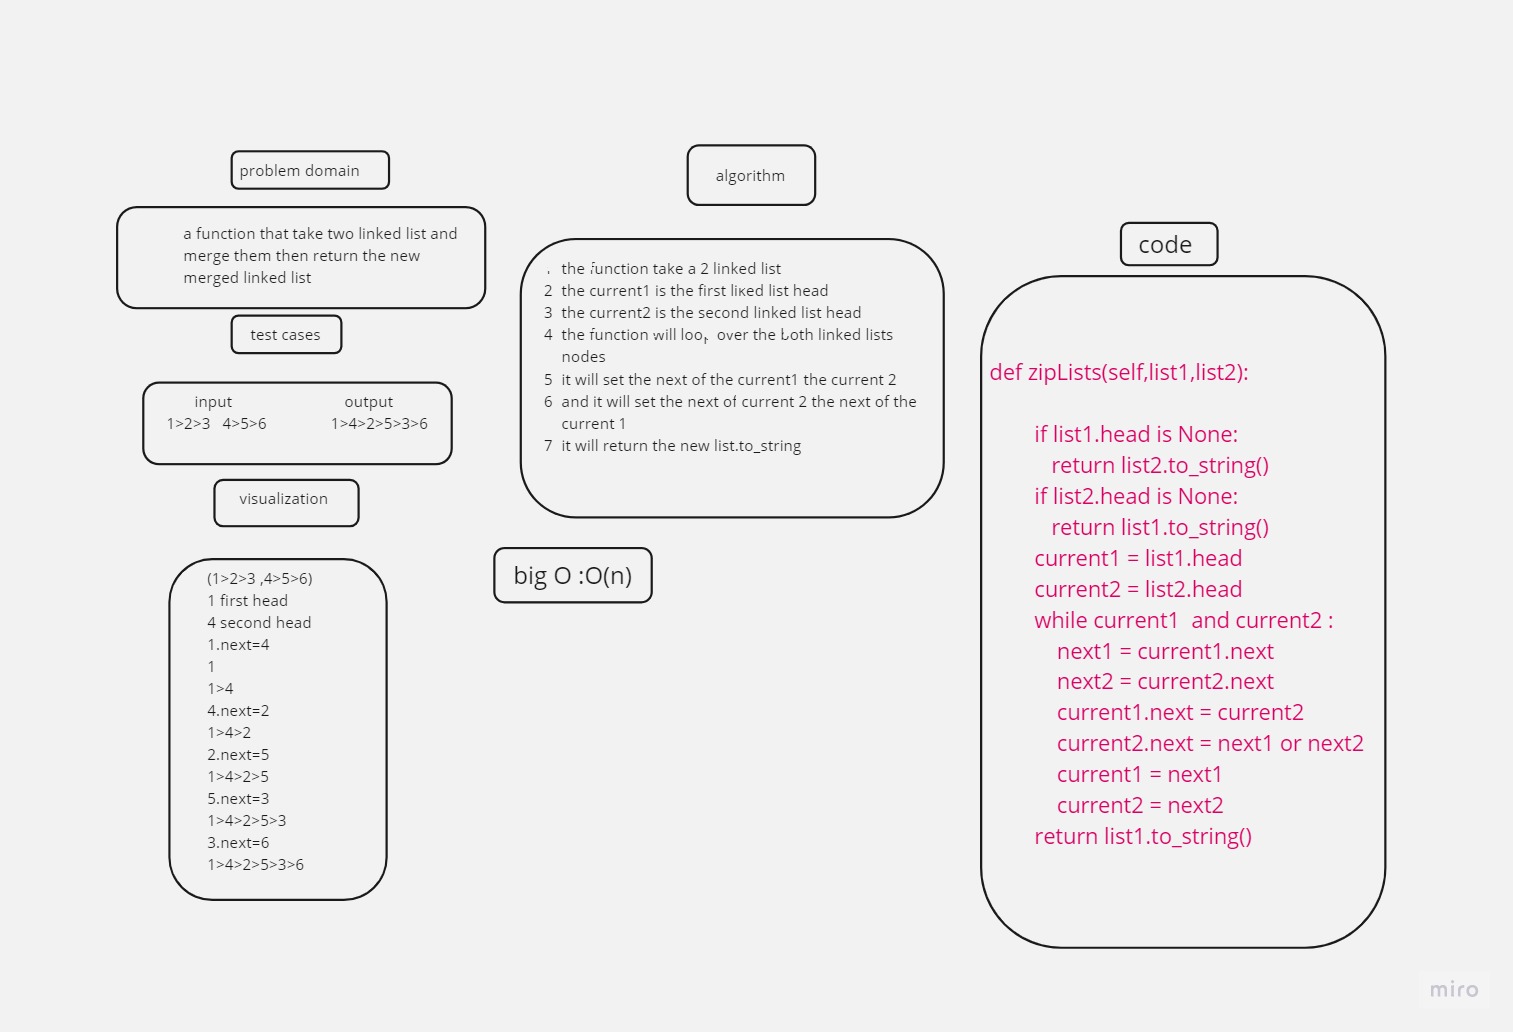 problem domain
a function that take two linked list and
merge them then return the new
merged linked list
test cases
input output
1>2>3 4>5>6 1>4>2>5>3>6
visualization
(1>2>3 ,4>5>6)
1 first head
4 second head
1.next=4
1
1>4
4.next=2
1>4>2
2.next=5
1>4>2>5
5.next=3
1>4>2>5>3
3.next=6
1>4>2>5>3>6
algorithm
the function take a 2 linked list
2 the current1 is the first liked list head
3 the current2 is the second linked list head
4 the function will loop over the both linked lists
nodes
5 it will set the next of the current1 the current 2
6 and it will set the next of current 2 the next of the
current 1
7 it will return the new list.to_string
big O :O(n)
code
def zipLists(self,list1,list2):
if list1.head is None:
return list2.to_string()
if list2.head is None:
return list1.to_string()
current1 = list1.head
current2 = list2.head
while current1 and current2 :
next1 = current1.next
next2 = current2.next
current1.next = current2
current2.next = next1 or next2
current1 = next1
current2 = next2
return list1.to_string()
miro